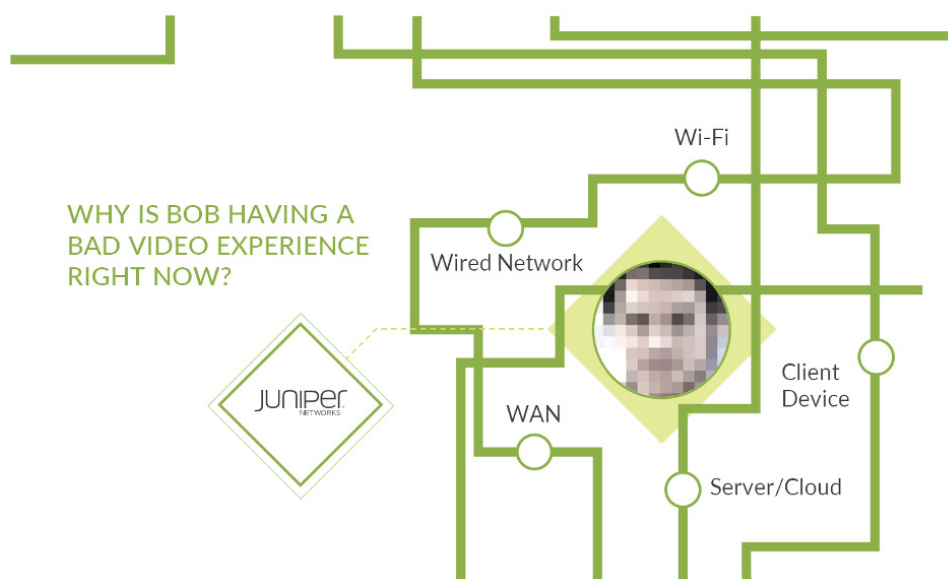 Wi-Fi
WHY IS BOB HAVING A
BAD VIDEO EXPERIENCE
RIGHT NOW?
Wired Network
Client
Device
JUNIPER
NETWORKS
WAN
Server/Cloud